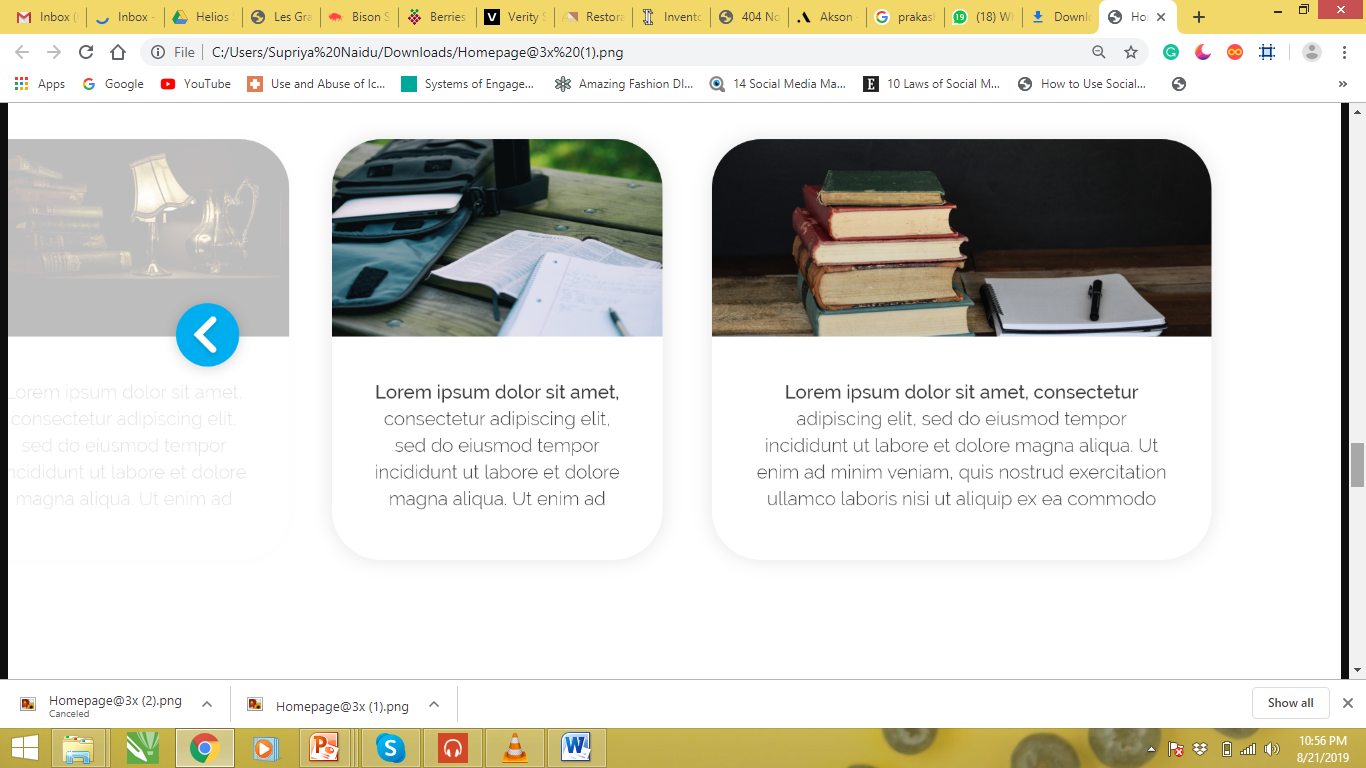 Inbox (
Inbox -
Helios
Les Gra
Bison S
Berries
Verity S
Restora
Invento
404 No
Akson -
prakash
(18) Wh
Downl
Ho
File
C:/Users/Supriya%20Naidu/Downloads/Homepage@3x%20(1).png
Apps
Google
YouTube
Use and Abuse of Ic...
Systems of Engage...
Amazing Fashion DI...
14 Social Media Ma...
10 Laws of Social M...
How to Use Social...
Lorem ipsum dolor sit amet,
consectetur adipiscing elit,
sed do eiusmod tempor
incididunt ut labore et dolore
magna aliqua. Ut enim ad
Lorem ipsum dolor sit amet,
consectetur adipiscing elit,
sed do eiusmod tempor
incididunt ut labore et dolore
magna aliqua. Ut enim ad
Lorem ipsum dolor sit amet, consectetur
adipiscing elit, sed do eiusmod tempor
incididunt ut labore et dolore magna aliqua. Ut
enim ad minim veniam, quis nostrud exercitation
ullamco laboris nisi ut aliquip ex ea commodo
Homepage@3x (2).png
Canceled
Homepage@3x (1).png
Show all
10:56 PM
8/21/2019